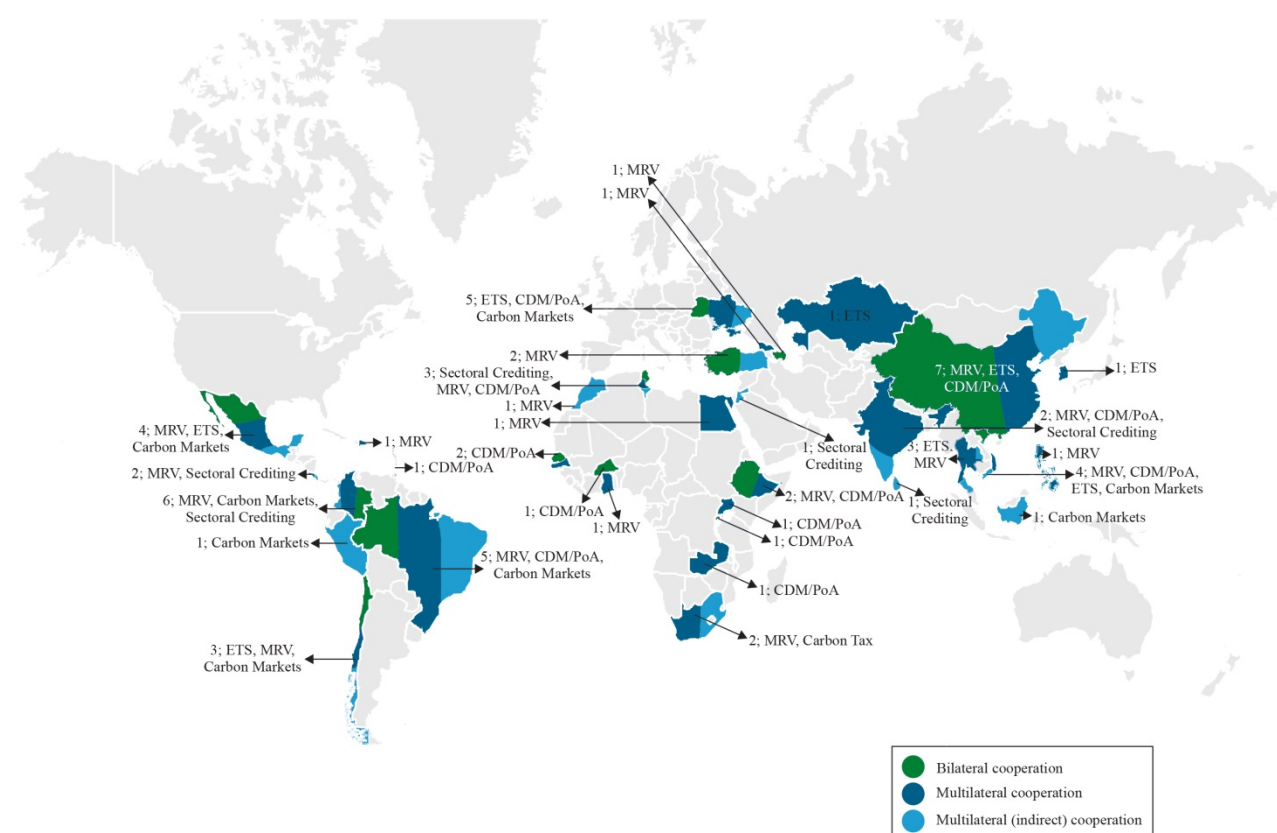 1; MRV
1; MRV
5; ETS, CDM/PoA,
Carbon Markets
1; ETS
2; MRV
7; MRV, ETS,
CDM/PoA
1; ETS
3; Sectoral Crediting,
MRV, CDM/PoA
1; MRV
1; MRV
2; MRV, CDM/PoA,
Sectoral Crediting
4; MRV, ETS,
Carbon Markets
1; MRV
2; CDM/PoA
1; Sectoral
Crediting
3; ETS,
MRV
1; MRV
2; MRV, Sectoral Crediting
1; CDM/PoA
4; MRV, CDM/PoA,
ETS, Carbon Markets
6; MRV, Carbon Markets,
Sectoral Crediting
1; CDM/PoA
1; MRV
2; MRV, CDM/PoA
1; Sectoral
Crediting
1; Carbon Markets
1; CDM/PoA
1; CDM/PoA
1; Carbon Markets
5; MRV, CDM/PoA,
Carbon Markets
1; CDM/PoA
2; MRV, Carbon Tax
3; ETS, MRV,
Carbon Markets
Bilateral cooperation
Multilateral cooperation
Multilateral (indirect) cooperation